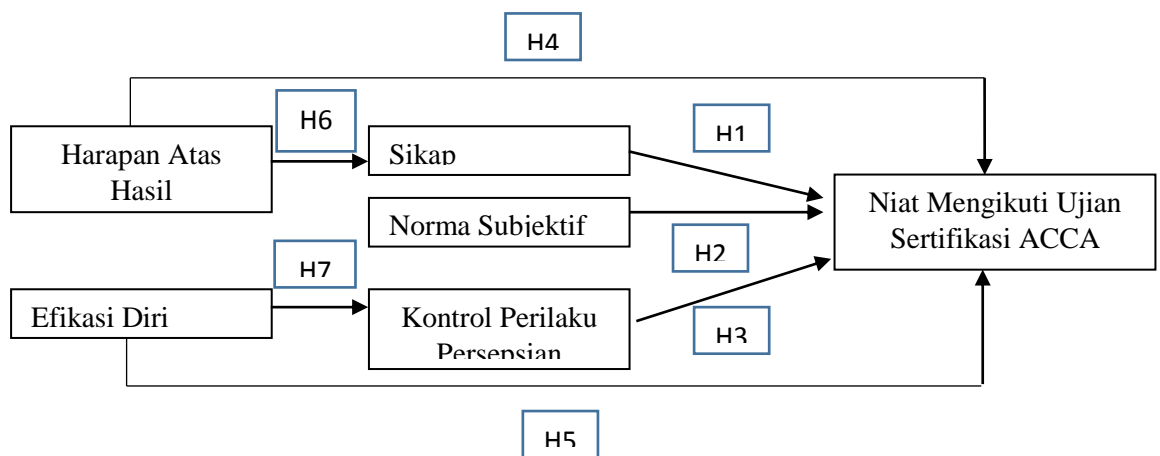 H4
H6
H1
Harapan Atas
Hasil
Sikap
Niat Mengikuti Ujian
Sertifikasi ACCA
Norma Subjektif
H2
H7
Efikasi Diri
Kontrol Perilaku
Persepsian
H3
H5